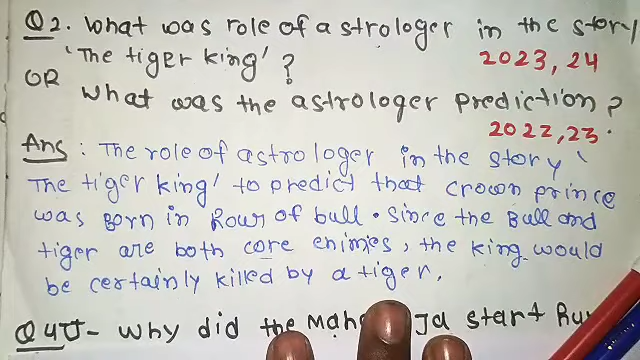 Q2. What was role of a strologer in the story
'The tiger king' ?
2023, 24
OR
What was the astrologer prediction ?
2022, 23.
Ans : The role of astrologer in the story '
The tiger king' to predict that crown prince
was Born in Hour of bull. Since the Bull and
tiger are both core enimies, the king would
be certainly killed by a tiger.
Why did the start